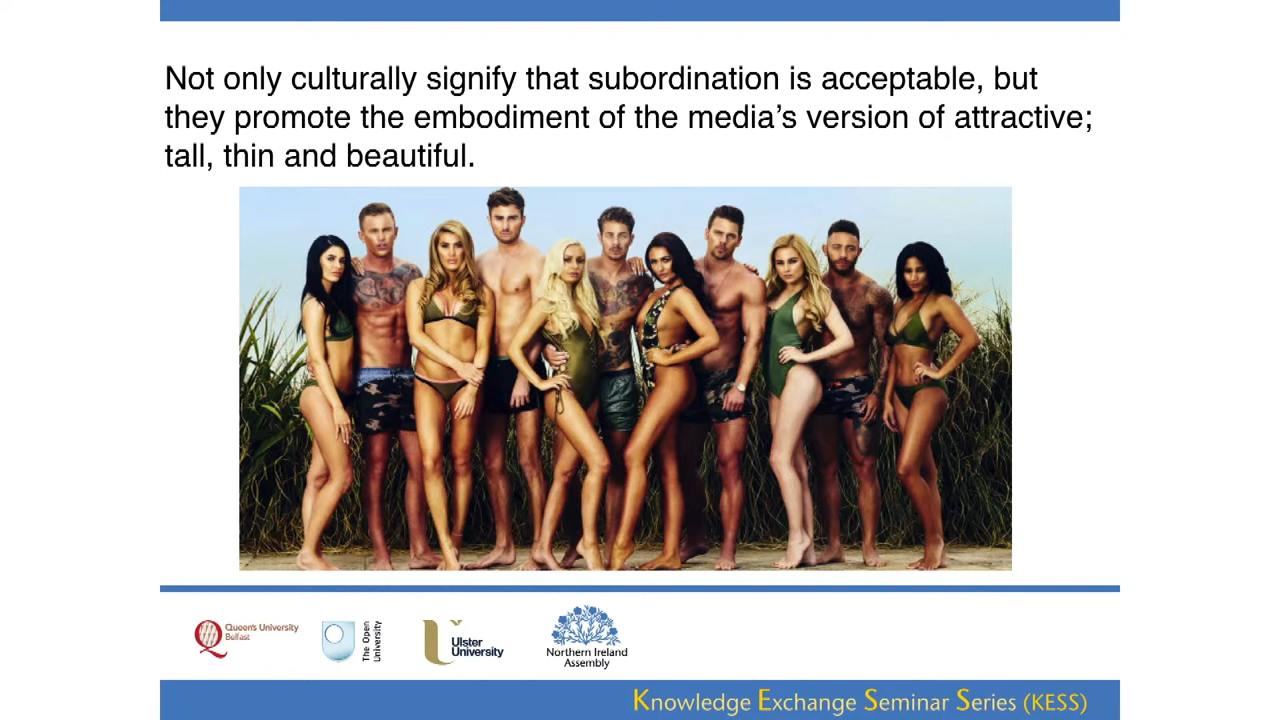 Not only culturally signify that subordination is acceptable, but
they promote the embodiment of the media’s version of attractive;
tall, thin and beautiful.
Queen's University
Belfast
The Open
University
Ulster
University
Northern Ireland
Assembly
Knowledge Exchange Seminar Series (KESS)